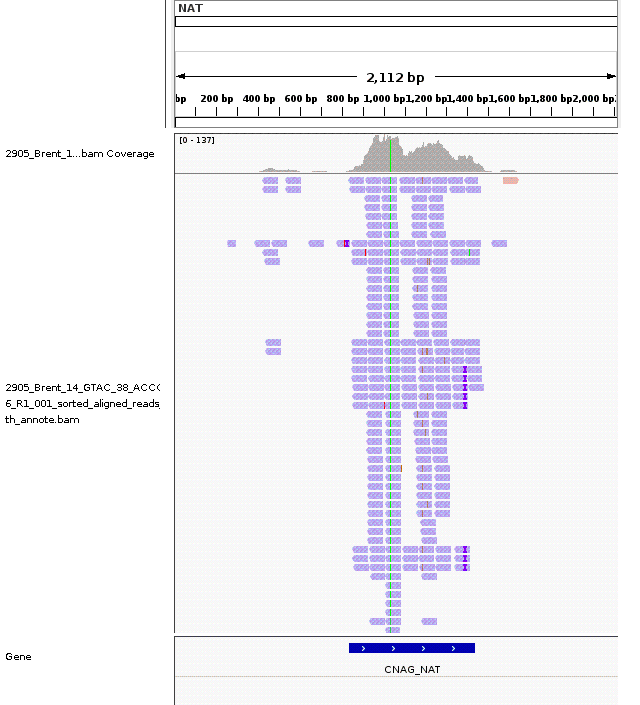 NAT
2,112 bp
bp 200 bp 400 bp 600 bp 800 bp 1,000 bp 1,200 bp 1,400 bp 1,600 bp 1,800 bp 2,000 bp
[0 - 137]
2905_Brent_1...bam Coverage
2905_Brent_14_GTAC_38_ACC
6_R1_001_sorted_aligned_reads_
th_annote.bam
Gene
CNAG_NAT